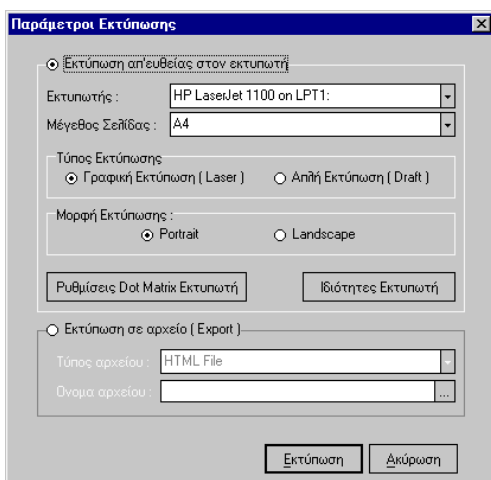 Παράμετροι Εκτύπωσης
Εκτύπωση απ'ευθείας στον εκτυπωτή
Εκτυπωτής : HP LaserJet 1100 on LPT1:
Μέγεθος Σελίδας : A4
Τύπος Εκτύπωσης
Γραφική Εκτύπωση ( Laser ) Απλή Εκτύπωση ( Draft )
Μορφή Εκτύπωσης :
Portrait Landscape
Ρυθμίσεις Dot Matrix Εκτυπωτή Ιδιότητες Εκτυπωτή
Εκτύπωση σε αρχείο ( Export )
Τύπος αρχείου : HTML File
Ονομα αρχείου : ...
Εκτύπωση Ακύρωση